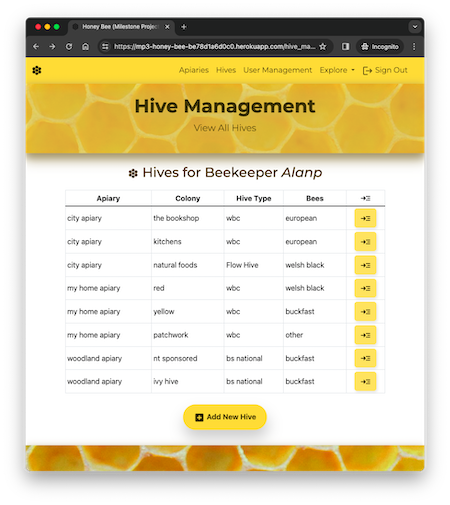 Honey Bee (Milestone Projec
https://mp3-honey-bee-be78d1a6d0c0.herokuapp.com/hive_ma...
Incognito
Apiaries Hives User Management Explore Sign Out
Hive Management
View All Hives
Hives for Beekeeper Alanp
Apiary Colony Hive Type Bees
city apiary the bookshop wbc european
city apiary kitchens wbc european
city apiary natural foods Flow Hive welsh black
my home apiary red wbc welsh black
my home apiary yellow wbc buckfast
my home apiary patchwork wbc other
woodland apiary nt sponsored bs national buckfast
woodland apiary ivy hive bs national buckfast
Add New Hive